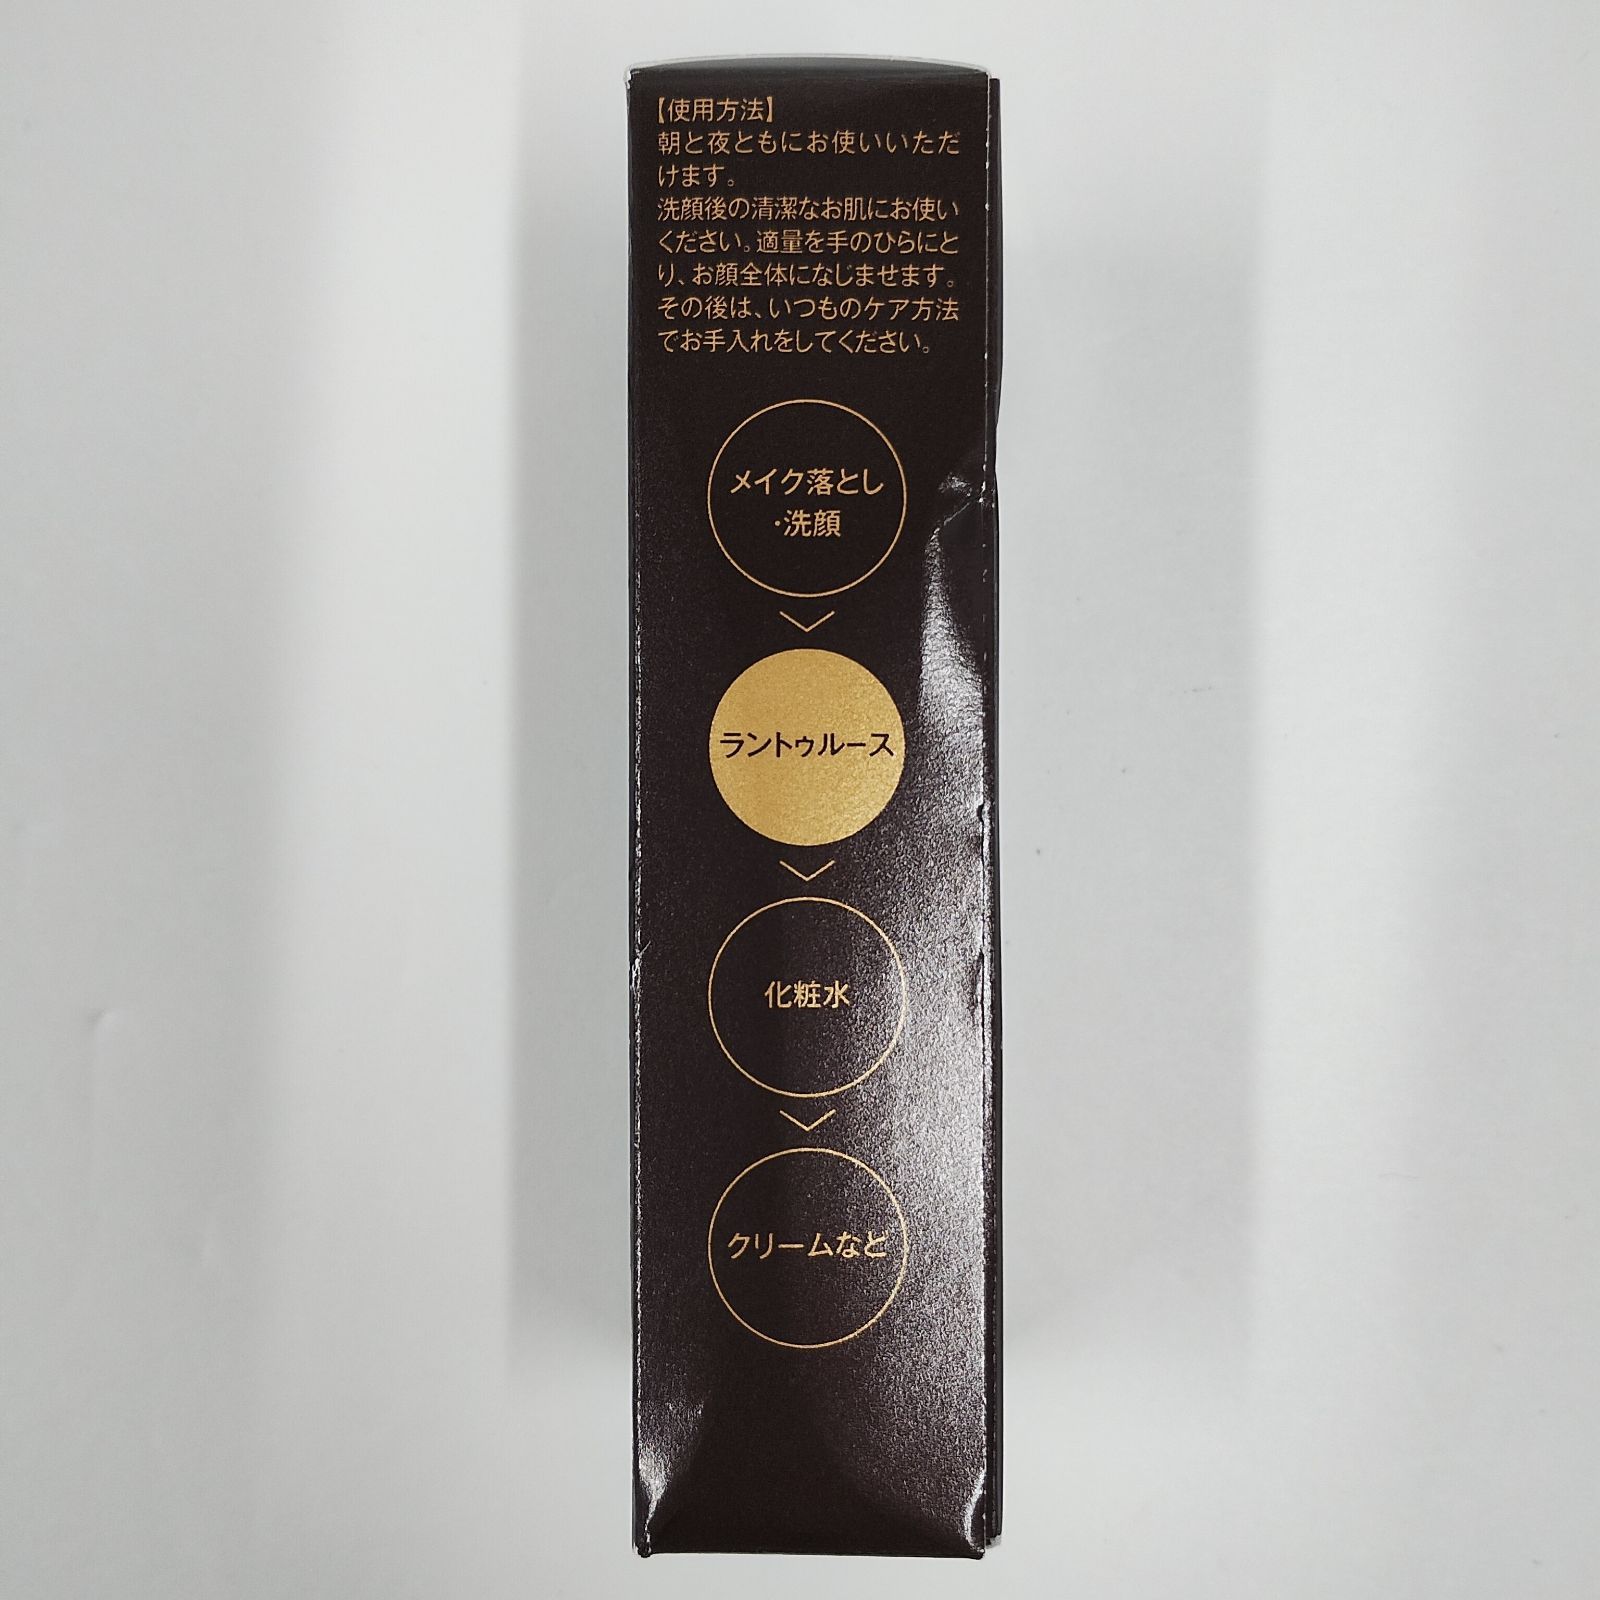 【使用方法】
朝と夜ともにお使いいただ
けます。
洗顔後の清潔なお肌にお使い
ください。適量を手のひらにと
り、お顔全体になじませます。
その後は、いつものケア方法
でお手入れをしてください。
メイク落とし
・洗顔
ラントゥルース
化粧水
クリームなど